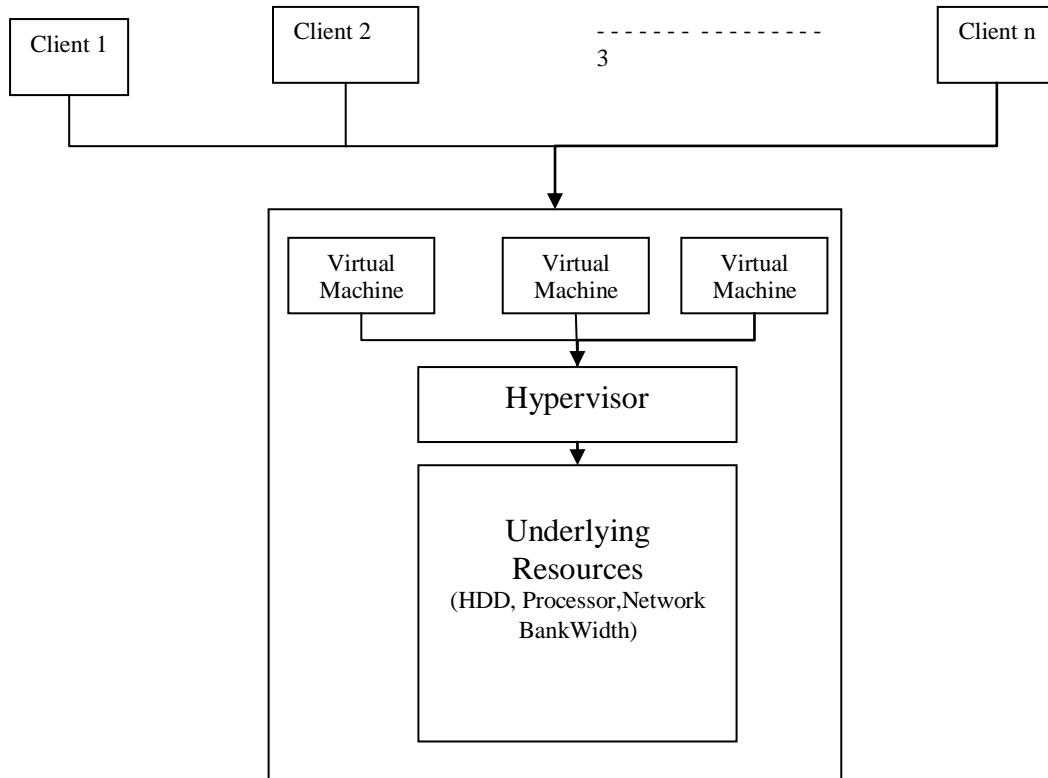 Client 1
Client 2
- - - - - - - - - - - - - - - -
3
Client n
Virtual
Machine
Virtual
Machine
Virtual
Machine
Hypervisor
Underlying
Resources
(HDD, Processor,Network
BankWidth)